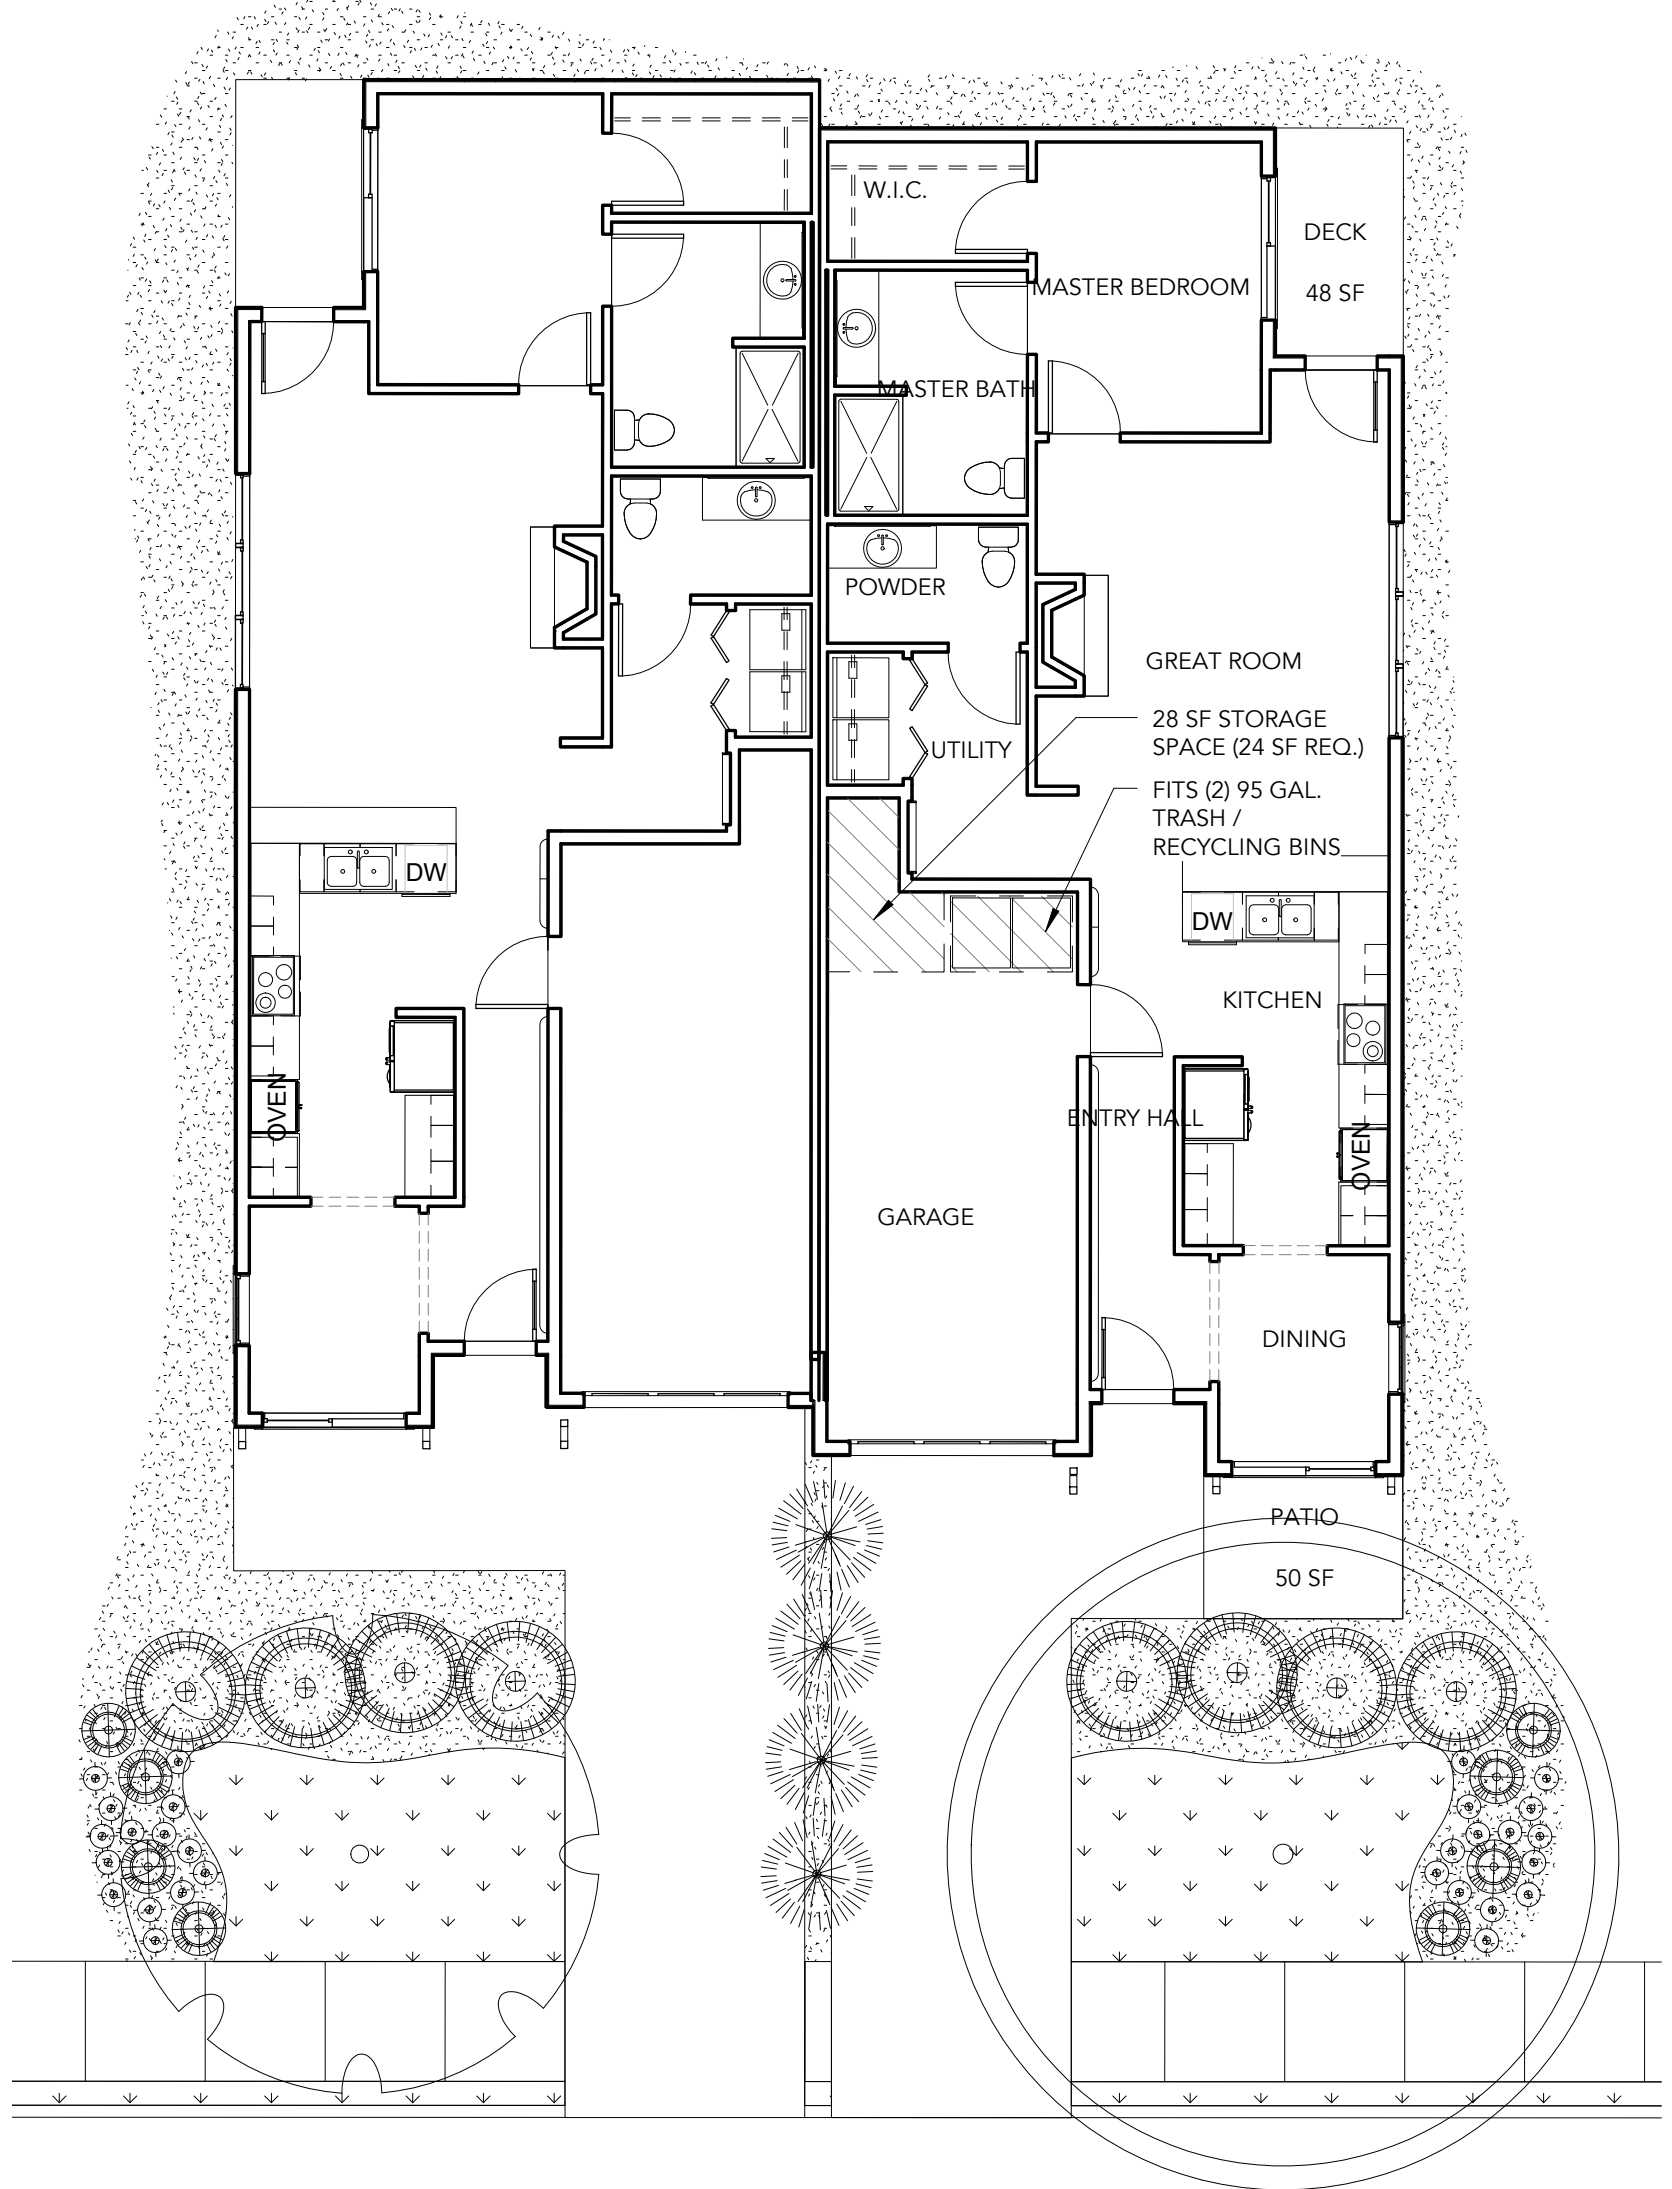 W.I.C.
DECK
48 SF
MASTER BEDROOM
MASTER BATH
POWDER
GREAT ROOM
28 SF STORAGE
SPACE (24 SF REQ.)
UTILITY
FITS (2) 95 GAL.
TRASH /
RECYCLING BINS
DW
DW
KITCHEN
OVEN
ENTRY HALL
OVEN
GARAGE
DINING
PATIO
50 SF